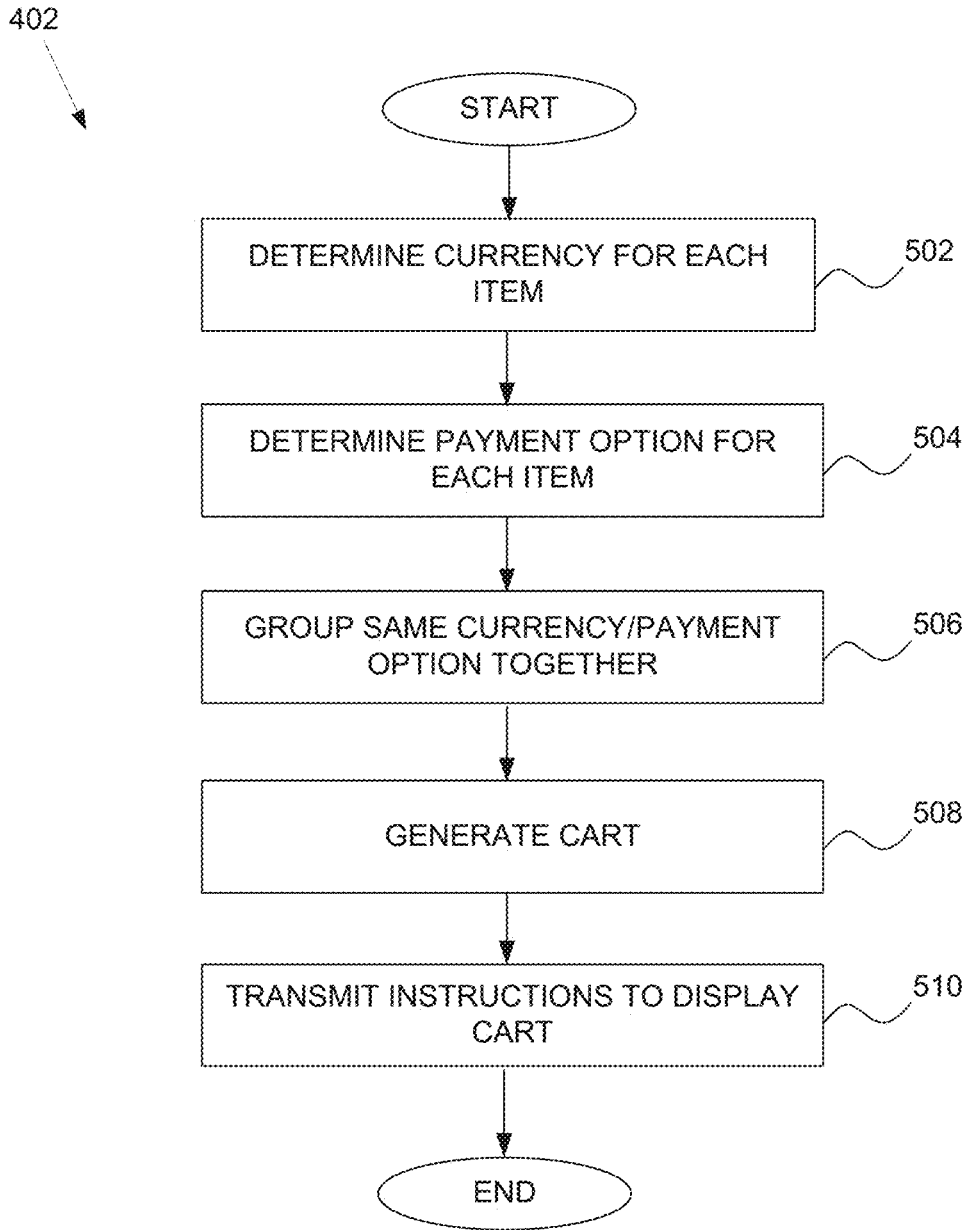 402
START
DETERMINE CURRENCY FOR EACH
ITEM
502
DETERMINE PAYMENT OPTION FOR
EACH ITEM
504
GROUP SAME CURRENCY/PAYMENT
OPTION TOGETHER
506
GENERATE CART
508
TRANSMIT INSTRUCTIONS TO DISPLAY
CART
510
END